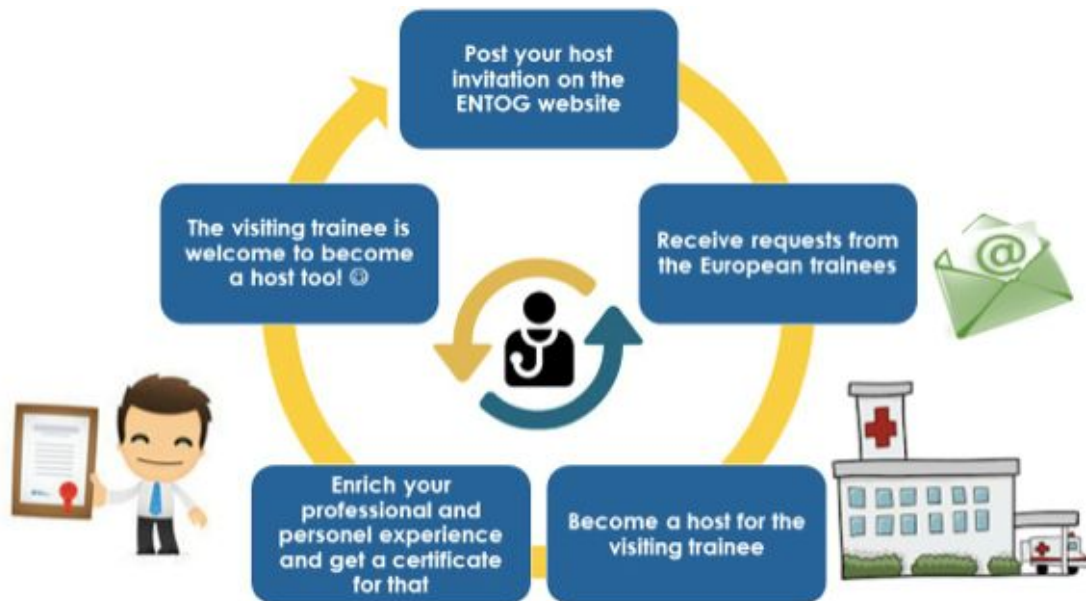 Post your host
invitation on the
ENTOG website
Receive requests from
the European trainees
Become a host for the
visiting trainee
Enrich your
professional and
personel experience
and get a certificate
for that
The visiting trainee is
welcome to become
a host too! ☺
@